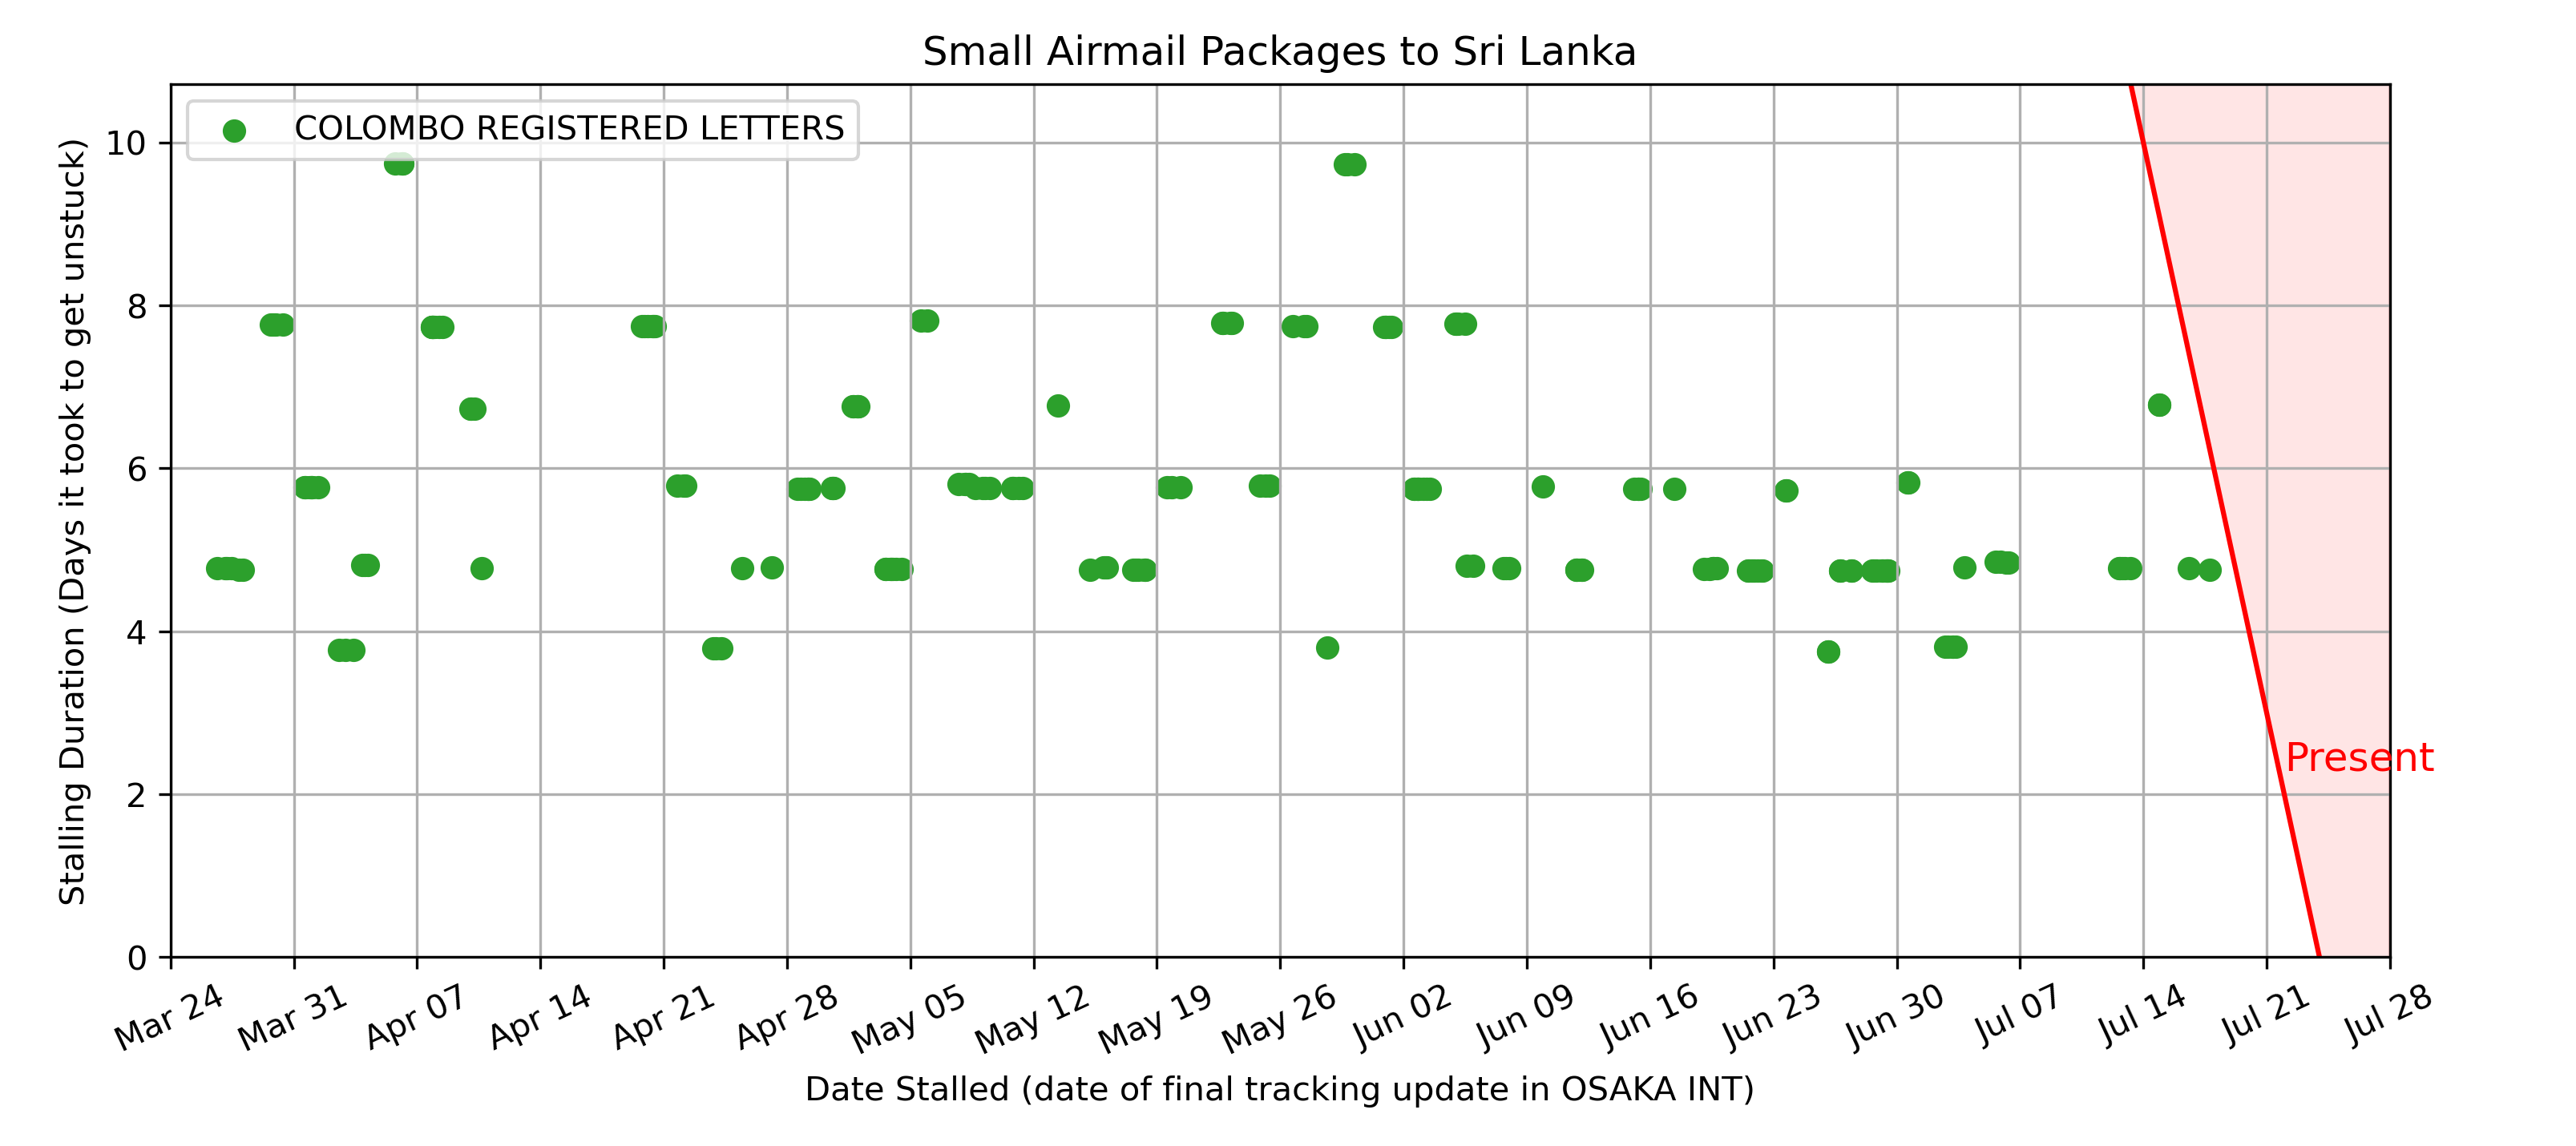 Small Airmail Packages to Sri Lanka
COLOMBO REGISTERED LETTERS
Stalling Duration (Days it took to get unstuck)
10
8
6
4
2
0
Present
Mar 24
Mar 31
Apr 07
Apr 14
Apr 21
Apr 28
May 05
May 12
May 19
May 26
Jun 02
Jun 09
Jun 16
Jun 23
Jun 30
Jul 07
Jul 14
Jul 21
Jul 28
Date Stalled (date of final tracking update in OSAKA INT)